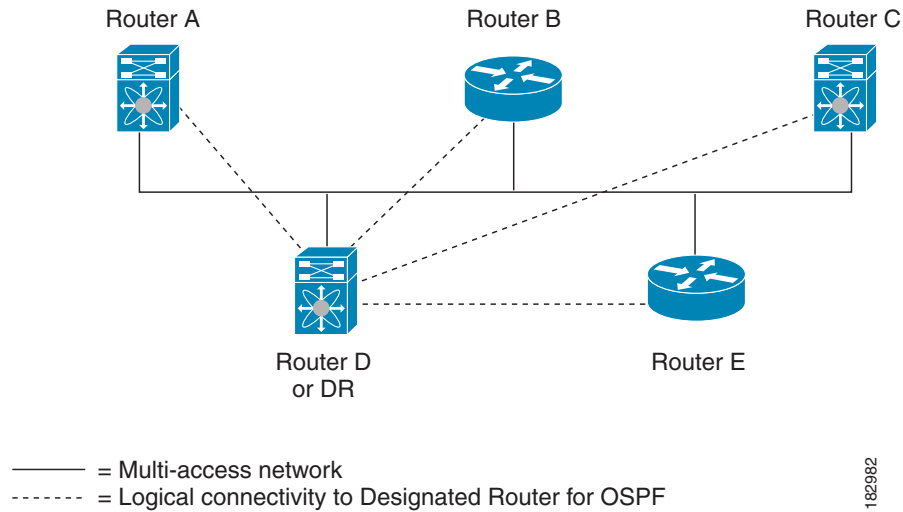 Router A
Router B
Router C
Router D
or DR
Router E
= Multi-access network
= Logical connectivity to Designated Router for OSPF
182982